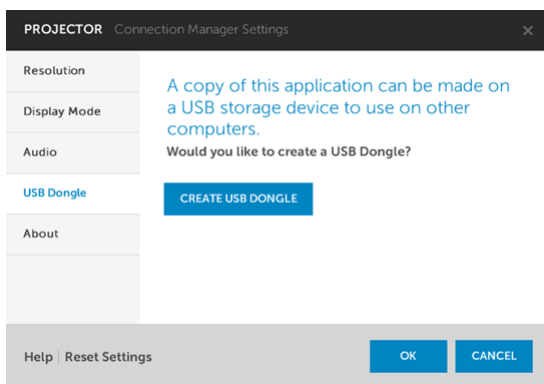 PROJECTOR Connection Manager Settings
Resolution
Display Mode
Audio
USB Dongle
About
A copy of this application can be made on
a USB storage device to use on other
computers.
Would you like to create a USB Dongle?
CREATE USB DONGLE
Help | Reset Settings
OK
CANCEL